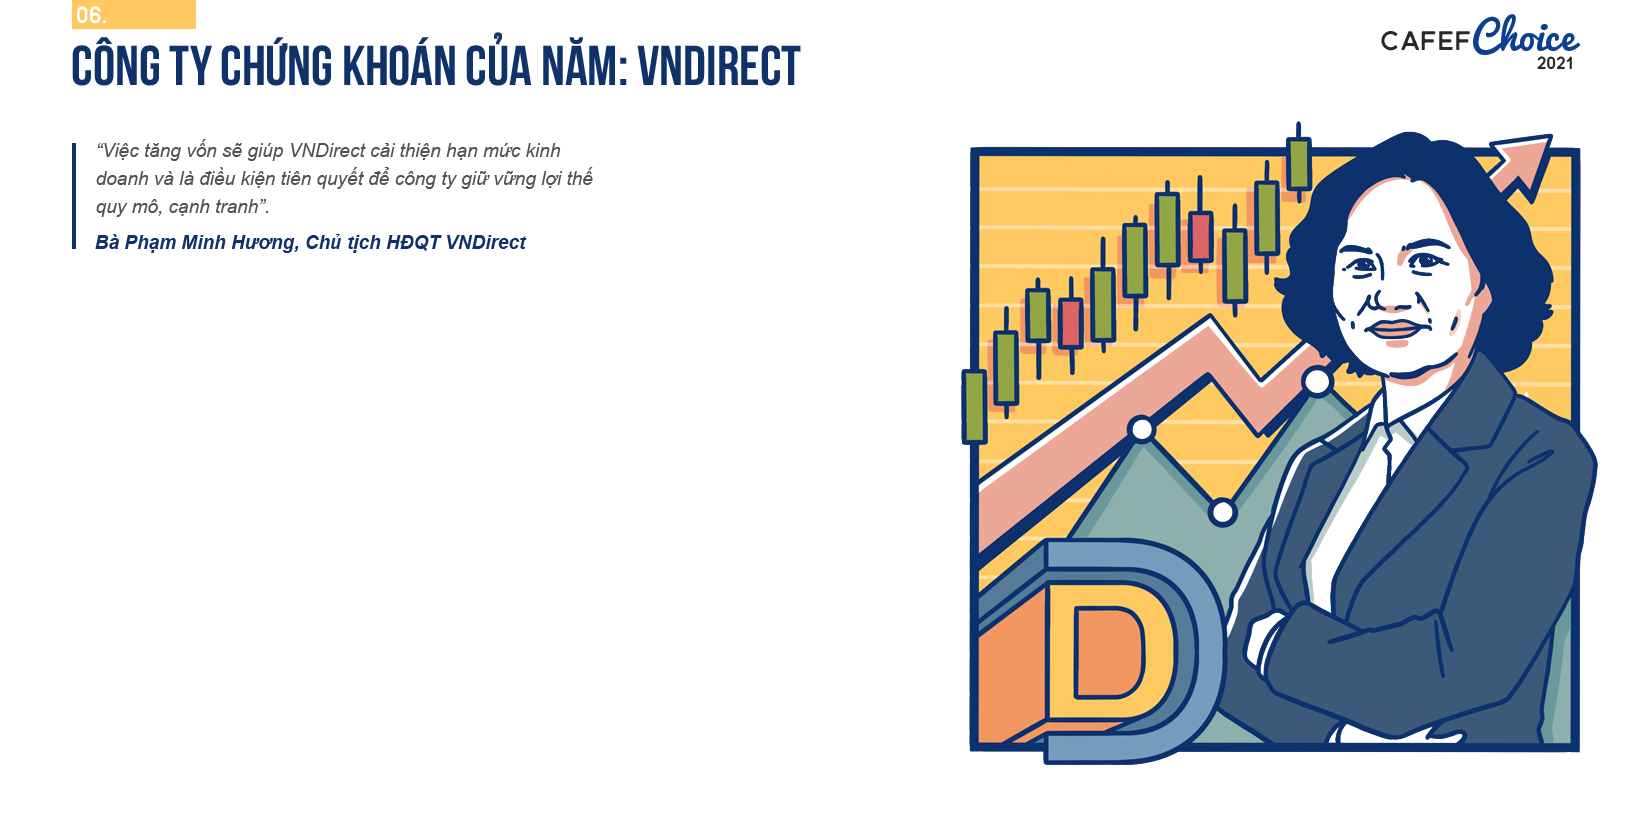 06.
CÔNG TY CHỨNG KHOÁN CỦA NĂM: VNDIRECT
CAFEF Choice
2021
“Việc tăng vốn sẽ giúp VNDirect cải thiện hạn mức kinh
doanh và là điều kiện tiên quyết để công ty giữ vững lợi thế
quy mô, cạnh tranh”.
Bà Phạm Minh Hương, Chủ tịch HĐQT VNDirect
D